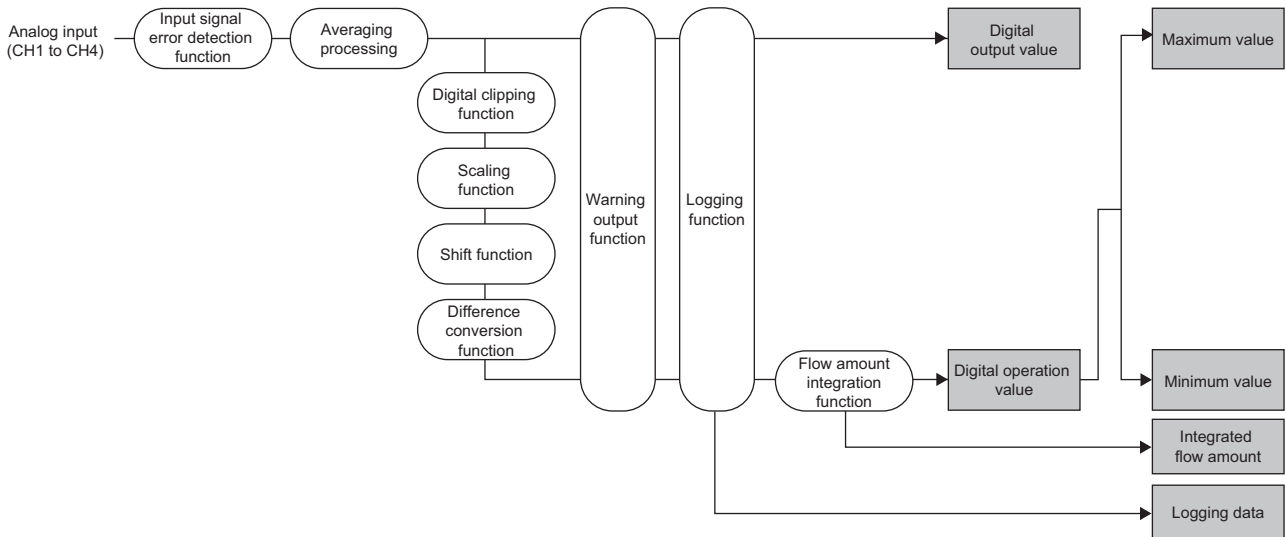 Analog input
(CH1 to CH4)
Input signal
error detection
function
Averaging
processing
Digital clipping
function
Scaling
function
Shift function
Difference
conversion
function
Warning
output
function
Logging
function
Flow amount
integration
function
Digital
output value
Digital operation
value
Maximum value
Minimum value
Integrated
flow amount
Logging data